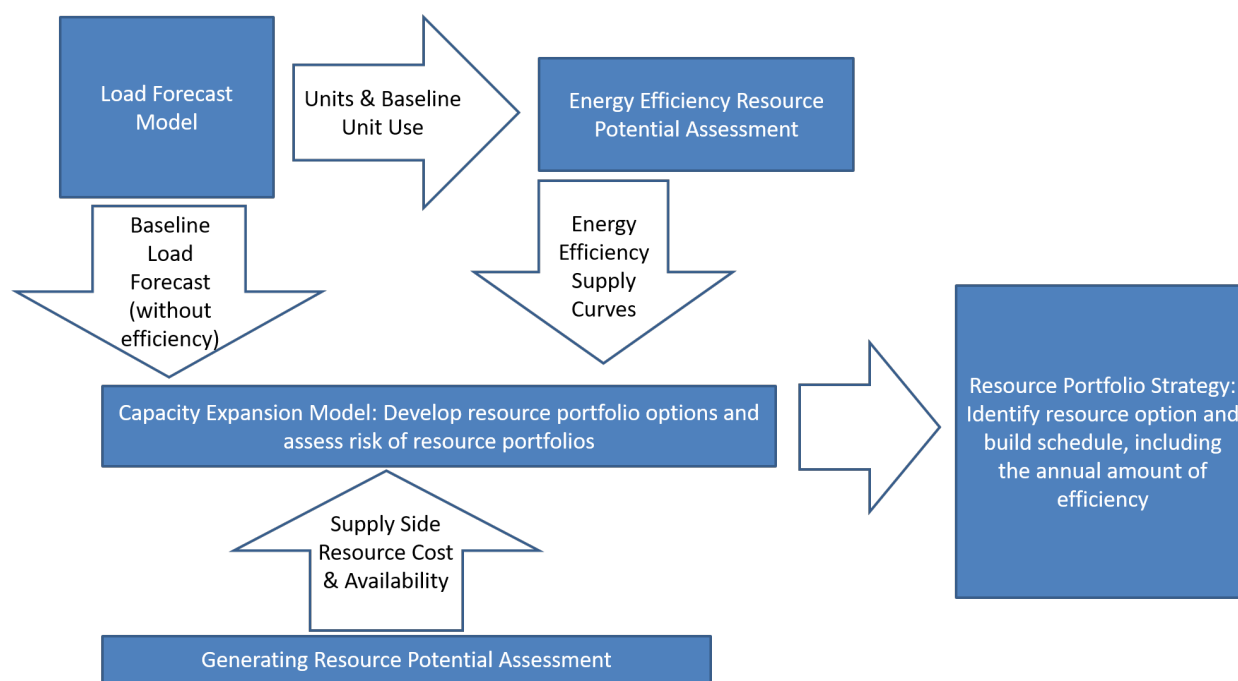 Load Forecast
Model
Units & Baseline
Unit Use
Energy Efficiency Resource
Potential Assessment
Baseline
Load
Forecast
(without
efficiency)
Energy
Efficiency
Supply
Curves
Capacity Expansion Model: Develop resource portfolio options and
assess risk of resource portfolios
Resource Portfolio Strategy:
Identify resource option and
build schedule, including
the annual amount of
efficiency
Supply Side
Resource Cost
& Availability
Generating Resource Potential Assessment